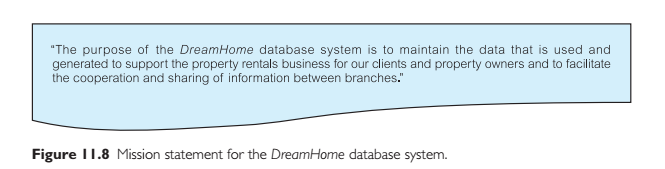 “The purpose of the DreamHome database system is to maintain the data that is used and
generated to support the property rentals business for our clients and property owners and to facilitate
the cooperation and sharing of information between branches.”
Figure 11.8 Mission statement for the DreamHome database system.